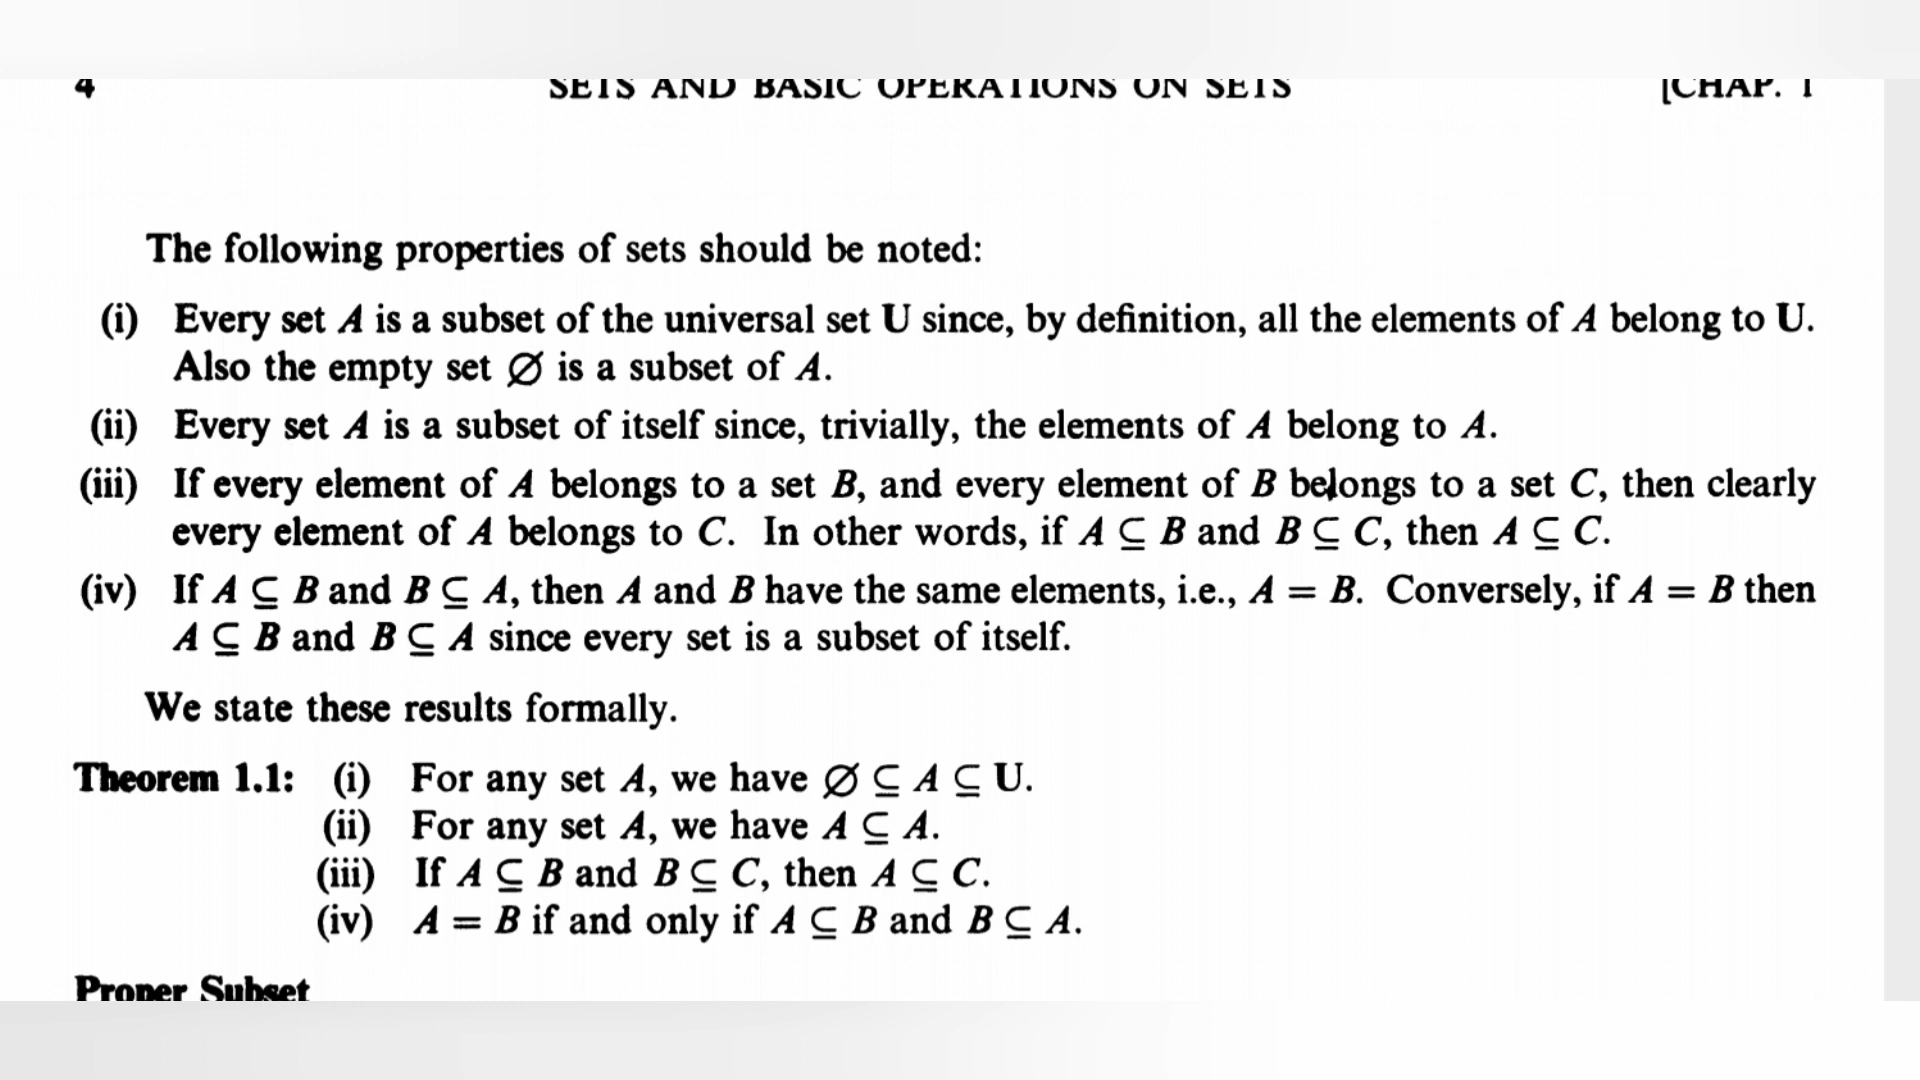 4 SETS AND BASIC OPERATIONS ON SETS [CHAP. 1
The following properties of sets should be noted:
(i) Every set A is a subset of the universal set U since, by definition, all the elements of A belong to U.
Also the empty set ∅ is a subset of A.
(ii) Every set A is a subset of itself since, trivially, the elements of A belong to A.
(iii) If every element of A belongs to a set B, and every element of B belongs to a set C, then clearly
every element of A belongs to C. In other words, if A ⊆ B and B ⊆ C, then A ⊆ C.
(iv) If A ⊆ B and B ⊆ A, then A and B have the same elements, i.e., A = B. Conversely, if A = B then
A ⊆ B and B ⊆ A since every set is a subset of itself.
We state these results formally.
Theorem 1.1: (i) For any set A, we have ∅ ⊆ A ⊆ U.
(ii) For any set A, we have A ⊆ A.
(iii) If A ⊆ B and B ⊆ C, then A ⊆ C.
(iv) A = B if and only if A ⊆ B and B ⊆ A.
Proper Subset